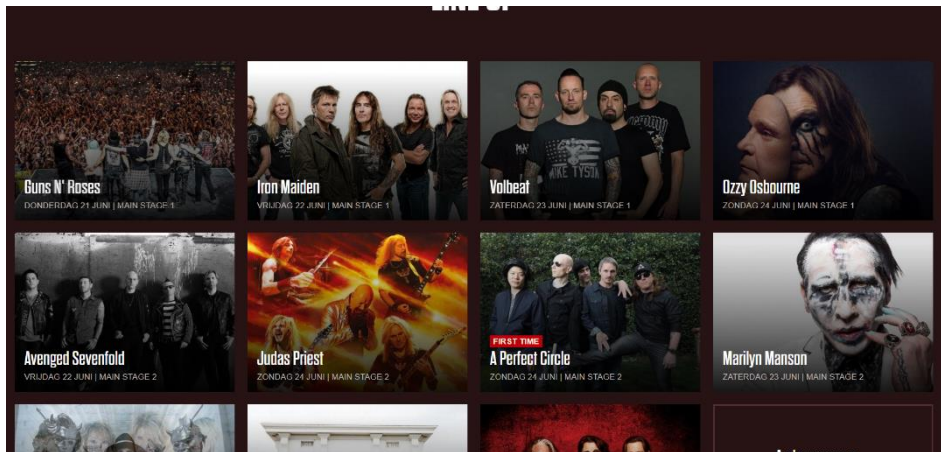 Guns N' Roses
DONDERDAG 21 JUNI | MAIN STAGE 1
Iron Maiden
VRIJDAG 22 JUNI | MAIN STAGE 1
Volbeat
ZATERDAG 23 JUNI | MAIN STAGE 1
Ozzy Osbourne
ZONDAG 24 JUNI | MAIN STAGE 1
Avenged Sevenfold
VRIJDAG 22 JUNI | MAIN STAGE 2
Judas Priest
ZONDAG 24 JUNI | MAIN STAGE 2
FIRST TIME
A Perfect Circle
ZONDAG 24 JUNI | MAIN STAGE 2
Marilyn Manson
ZATERDAG 23 JUNI | MAIN STAGE 2